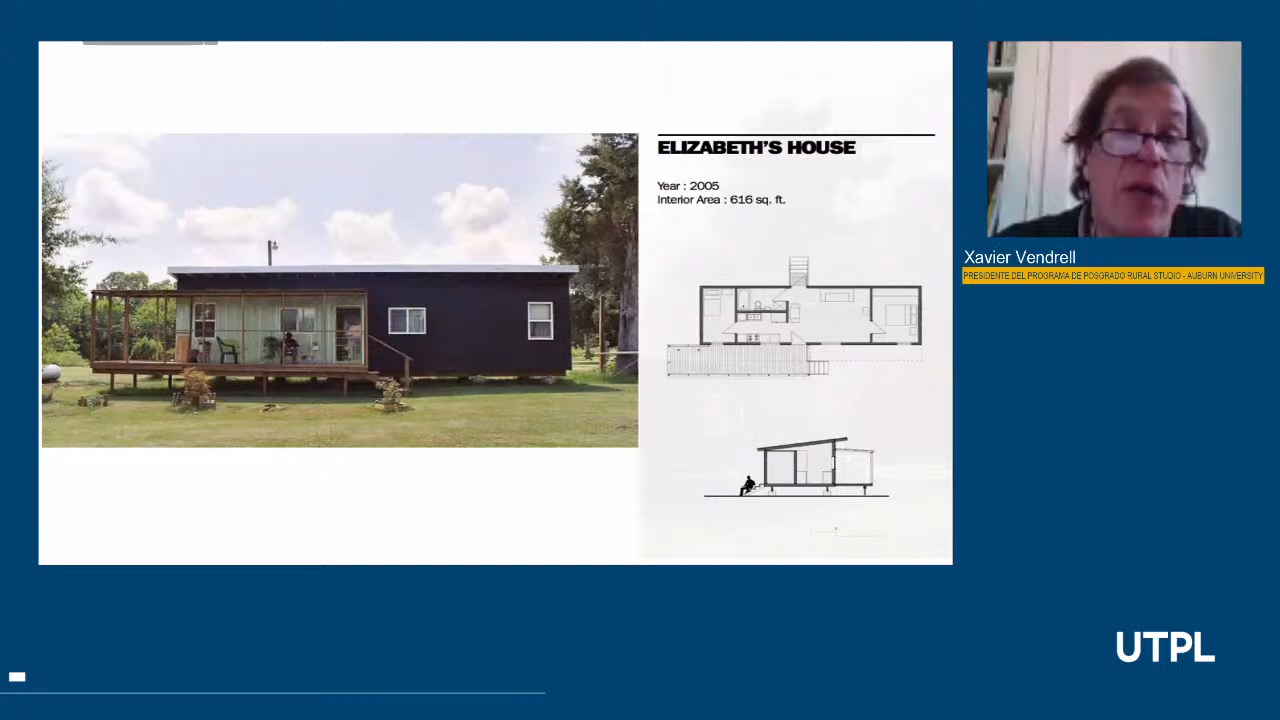 ELIZABETH'S HOUSE
Year : 2005
Interior Area : 616 sq. ft.
Xavier Vendrell
PRESIDENTE DEL PROGRAMA DE POSGRADO RURAL STUDIO - AUBURN UNIVERSITY
UTPL